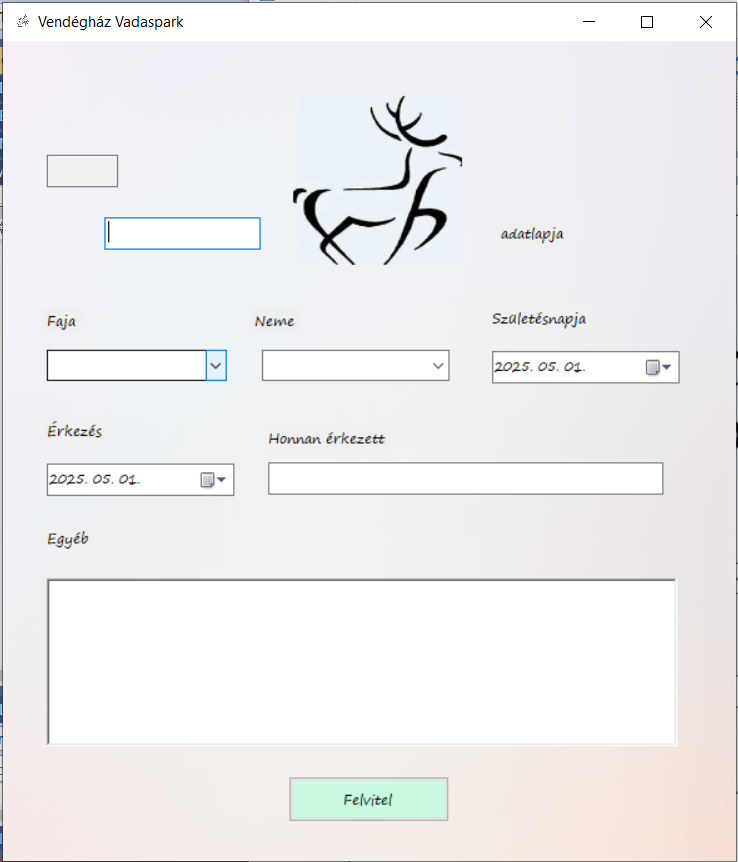 Vendégház Vadaspark
adatlapja
Faja
Neme
Születésnapja
2025. 05. 01.
Érkezés
Honnan érkezett
2025. 05. 01.
Egyéb
Felvitel